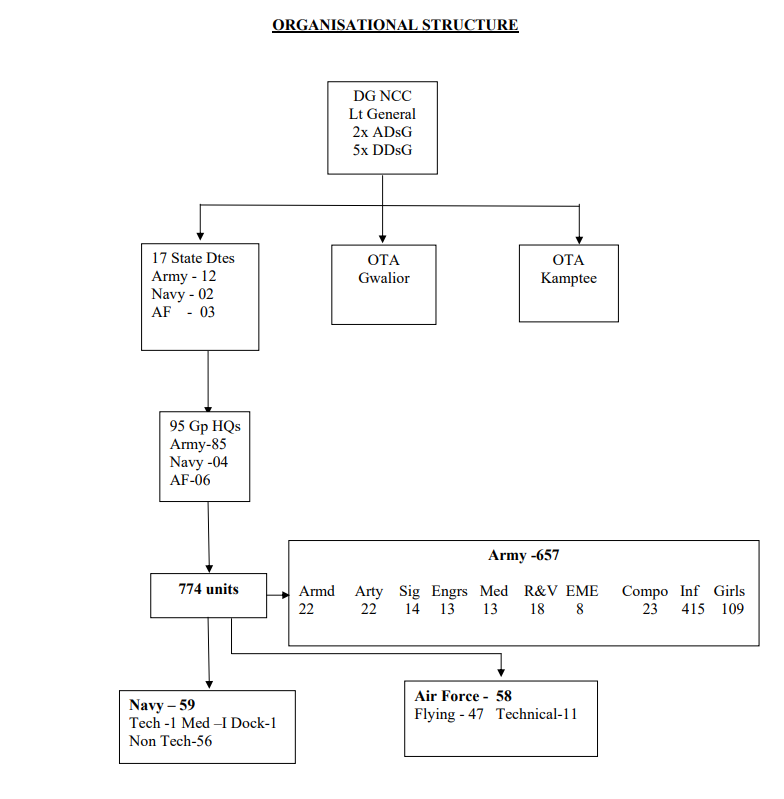 ORGANISATIONAL STRUCTURE
DG NCC
Lt General
2x ADsG
5x DDsG
17 State Dtes
Army - 12
Navy - 02
AF - 03
OTA
Gwalior
OTA
Kamptee
95 Gp HQs
Army-85
Navy -04
AF-06
774 units
Army -657
Armd Arty Sig Engrs Med R&V EME Compo Inf Girls
22 22 14 13 13 18 8 23 415 109
Navy – 59
Tech -1 Med –I Dock-1
Non Tech-56
Air Force - 58
Flying - 47 Technical-11